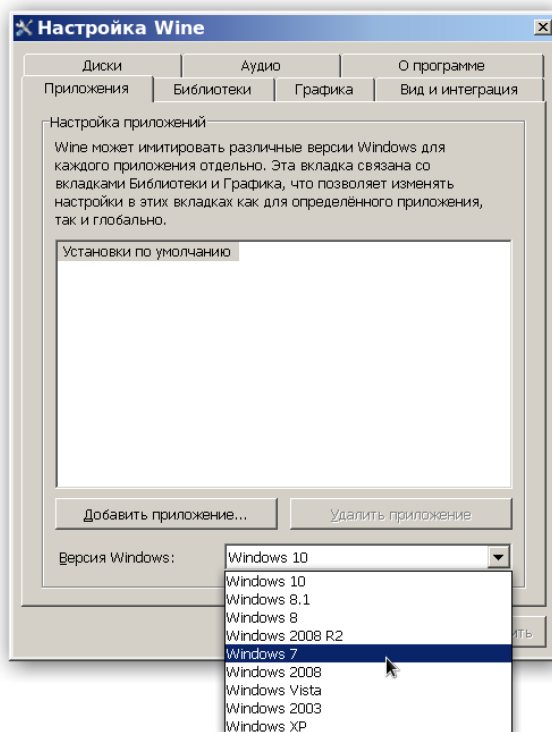 Настройка Wine
Диски
Аудио
О программе
Приложения
Библиотеки
Графика
Вид и интеграция
Настройка приложений
Wine может имитировать различные версии Windows для
каждого приложения отдельно. Эта вкладка связана со
вкладками Библиотеки и Графика, что позволяет изменять
настройки в этих вкладках как для определённого приложения,
так и глобально.
Установки по умолчанию
Добавить приложение...
Удалить приложение
Версия Windows:
Windows 10
Windows 10
Windows 8.1
Windows 8
Windows 2008 R2
Windows 7
Windows 2008
Windows Vista
Windows 2003
Windows XP